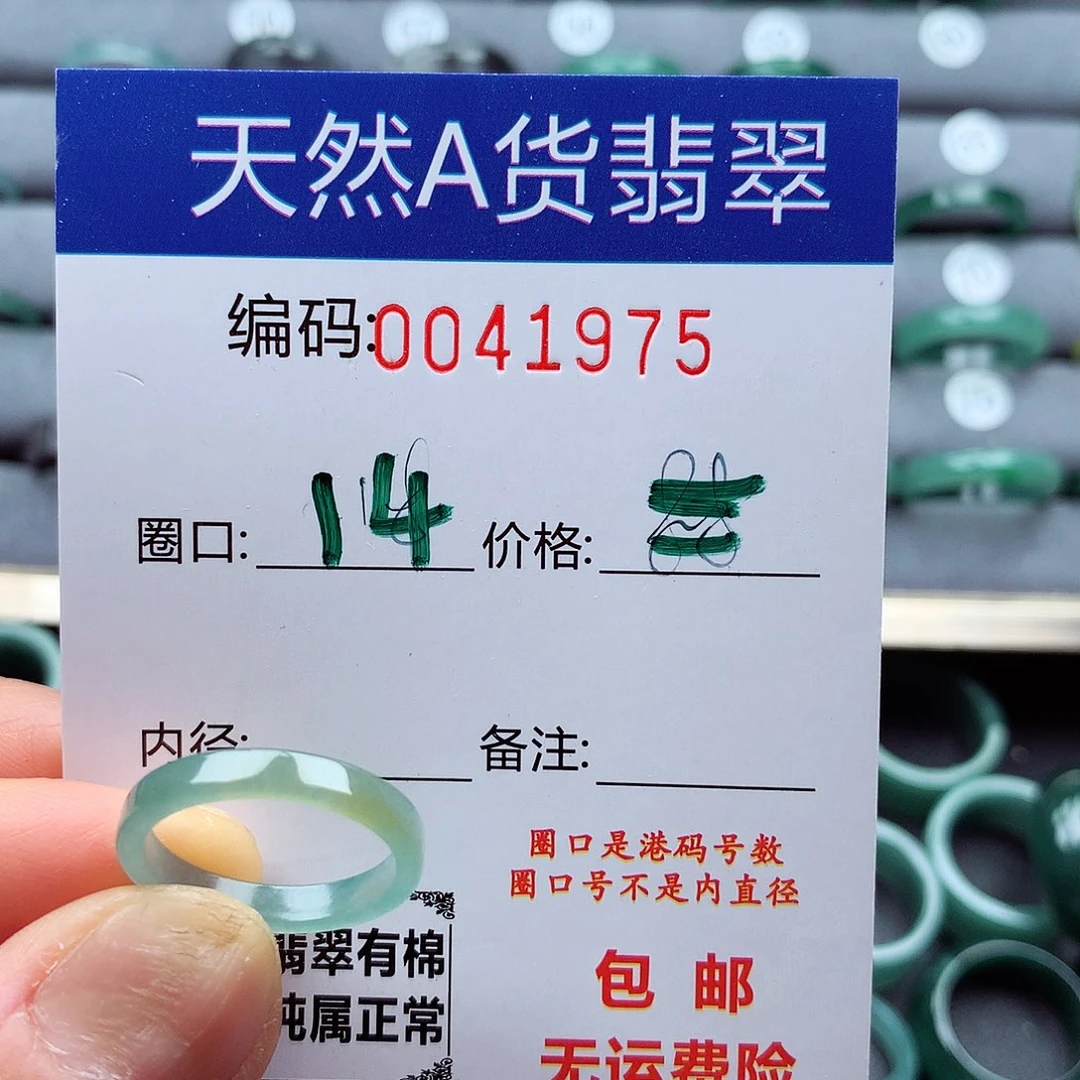 天然A货翡翠
编码:0041975
圈口: 14 价格:
内径: 备注:
圈口是港码号数
圈口号不是内直径
翡翠有棉
纯属正常
包邮
无运费险